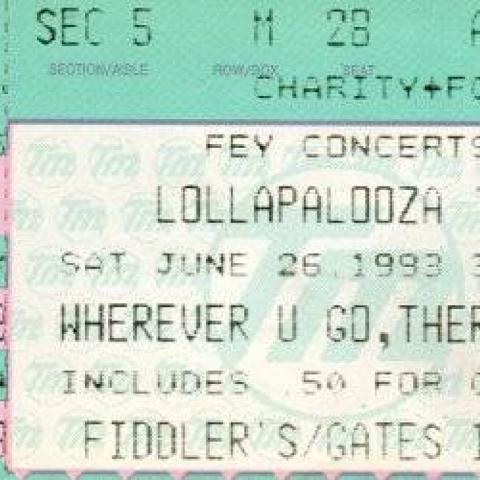 SEC 5 M 28
SECTION/AISLE ROW/BOX SEAT
CHARITY+FO
FEY CONCERTS
LOLLAPALOOZA
SAT JUNE 26,1993 3
WHEREVER U GO,THER
INCLUDES .50 FOR
FIDDLER'S/GATES